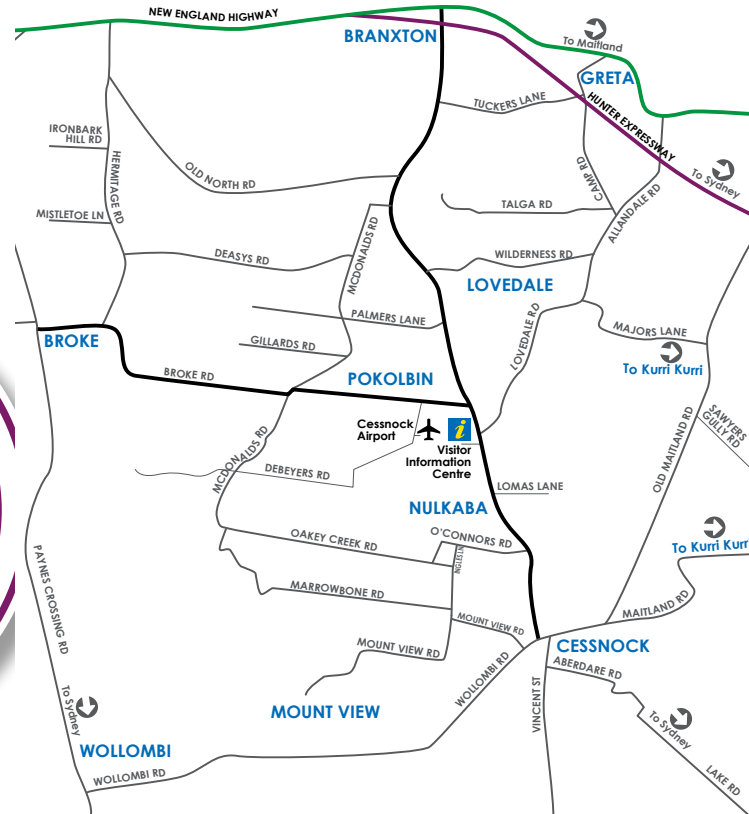 NEW ENGLAND HIGHWAY
BRANXTON
To Maitland
GRETA
TUCKERS LANE
HUNTER EXPRESSWAY
IRONBARK
HILL RD
HERMITAGE RD
OLD NORTH RD
CAMP RD
To Sydney
MISTLETOE LN
TALGA RD
ALLANDALE RD
MCDONALDS RD
DEASYS RD
WILDERNESS RD
LOVEDALE
PALMERS LANE
LOVEDALE RD
MAJORS LANE
BROKE
GILLARDS RD
To Kurri Kurri
BROKE RD
POKOLBIN
Cessnock
Airport
i
Visitor
Information
Centre
SAWYERS
GULLY RD
MCDONALDS RD
DEBEYERS RD
OLD MAITLAND RD
LOMAS LANE
NULKABA
OAKEY CREEK RD
O'CONNORS RD
To Kurri Kurri
PAYNES CROSSING RD
INGLES LN
MARROWBONE RD
MAITLAND RD
MOUNT VIEW RD
MOUNT VIEW RD
CESSNOCK
WOLLOMBI RD
ABERDARE RD
To Sydney
MOUNT VIEW
VINCENT ST
To Sydney
WOLLOMBI
WOLLOMBI RD
LAKE RD